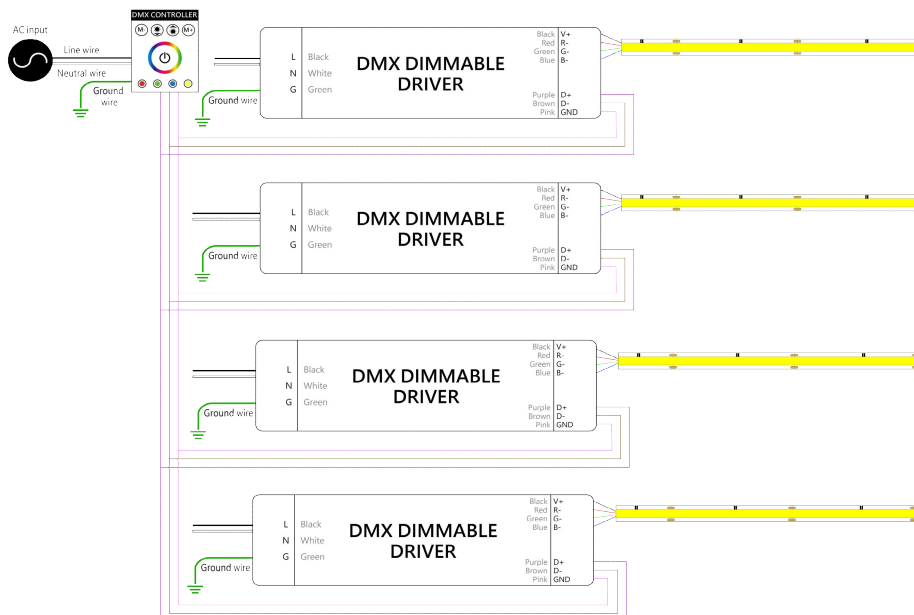 DMX CONTROLLER
M- M+
AC input
Line wire
Neutral wire
Ground
wire
L Black
N White
G Green
Ground wire
DMX DIMMABLE
DRIVER
Black V+
Red R-
Green G-
Blue B-
Purple D+
Brown D-
Pink GND
L Black
N White
G Green
Ground wire
DMX DIMMABLE
DRIVER
Black V+
Red R-
Green G-
Blue B-
Purple D+
Brown D-
Pink GND
L Black
N White
G Green
Ground wire
DMX DIMMABLE
DRIVER
Black V+
Red R-
Green G-
Blue B-
Purple D+
Brown D-
Pink GND
L Black
N White
G Green
Ground wire
DMX DIMMABLE
DRIVER
Black V+
Red R-
Green G-
Blue B-
Purple D+
Brown D-
Pink GND